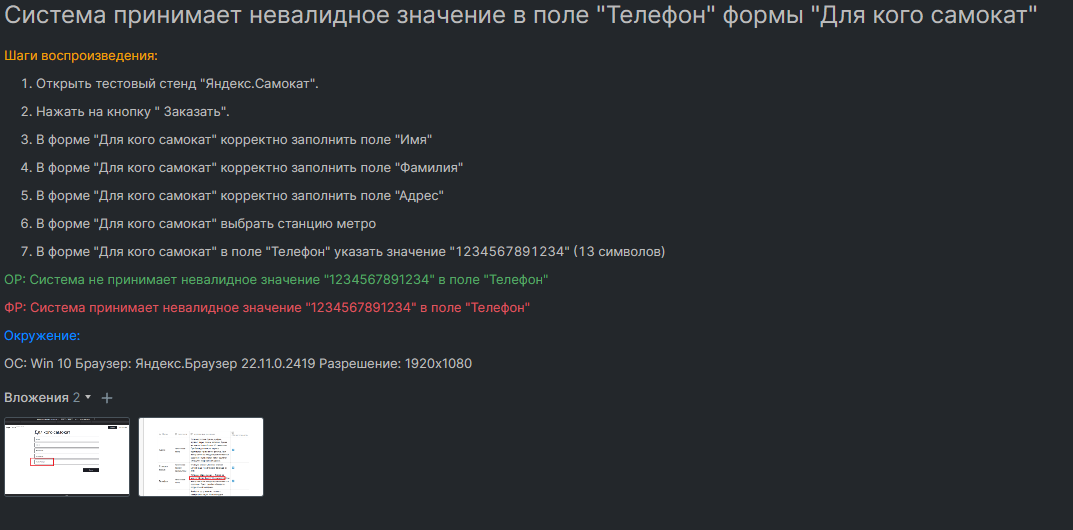 Система принимает невалидное значение в поле "Телефон" формы "Для кого самокат"
Шаги воспроизведения:
1. Открыть тестовый стенд "Яндекс.Самокат".
2. Нажать на кнопку " Заказать".
3. В форме "Для кого самокат" корректно заполнить поле "Имя"
4. В форме "Для кого самокат" корректно заполнить поле "Фамилия"
5. В форме "Для кого самокат" корректно заполнить поле "Адрес"
6. В форме "Для кого самокат" выбрать станцию метро
7. В форме "Для кого самокат" в поле "Телефон" указать значение "1234567891234" (13 символов)
ОР: Система не принимает невалидное значение "1234567891234" в поле "Телефон"
ФР: Система принимает невалидное значение "1234567891234" в поле "Телефон"
Окружение:
ОС: Win 10 Браузер: Яндекс.Браузер 22.11.0.2419 Разрешение: 1920x1080
Вложения 2
Для кого самокат